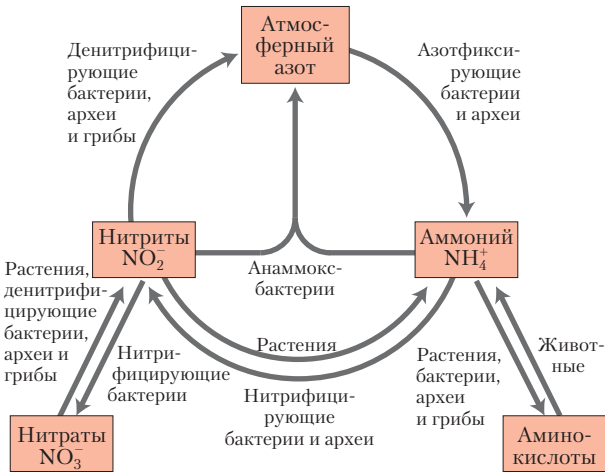 Атмос-
ферный
азот
Денитрифици-
рующие
бактерии,
археи
и грибы
Азотфикси-
рующие
бактерии
и археи
Нитриты
NO₂⁻
Аммоний
NH₄⁺
Анаммокс-
бактерии
Растения,
денитрифи-
цирующие
бактерии,
археи и
грибы
Нитри-
фицирующие
бактерии
Растения
Нитрифици-
рующие
бактерии и археи
Растения,
бактерии,
археи
и грибы
Живот-
ные
Нитраты
NO₃⁻
Амино-
кислоты